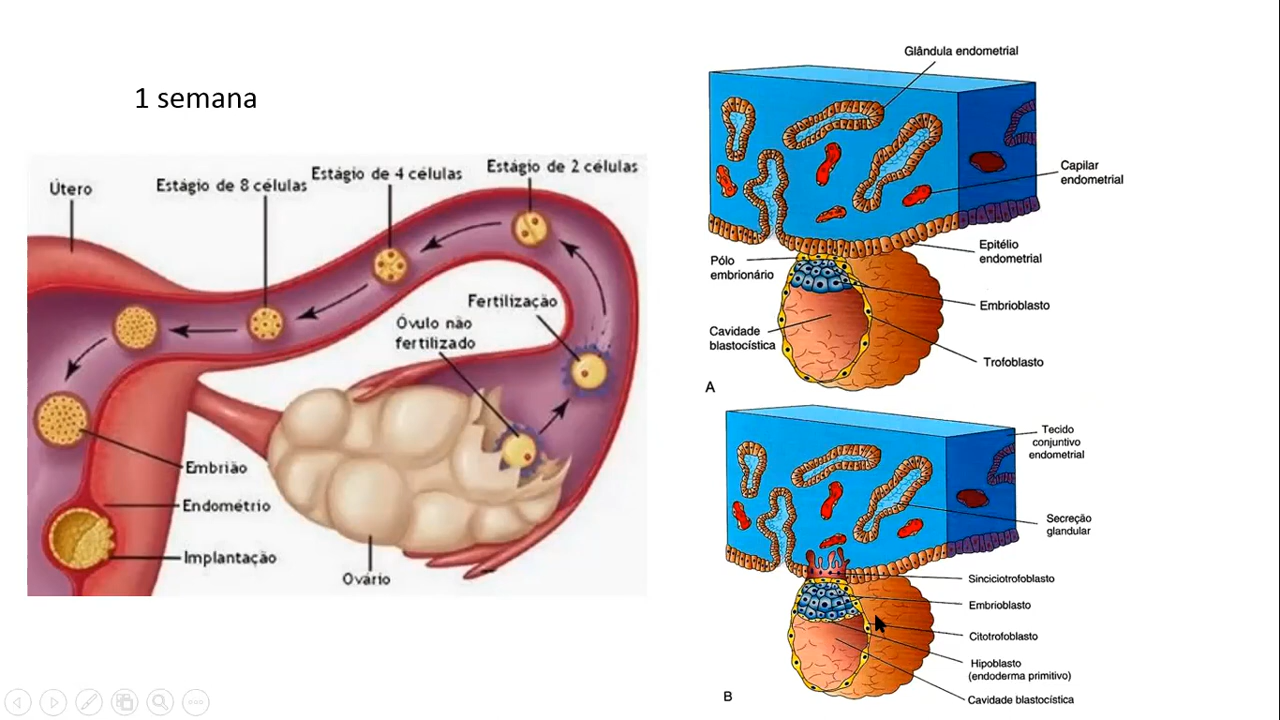 1 semana
Útero
Estágio de 8 células
Estágio de 4 células
Estágio de 2 células
Fertilização
Óvulo não
fertilizado
Embrião
Endométrio
Implantação
Ovário
Glândula endometrial
Capilar
endometrial
Epitélio
endometrial
Pólo
embrionário
Embrioblasto
Cavidade
blastocística
Trofoblasto
A
Tecido
conjuntivo
endometrial
Secreção
glandular
Sinciciotrofoblasto
Embrioblasto
Citotrofoblasto
Hipoblasto
(endoderma primitivo)
Cavidade blastocística
B